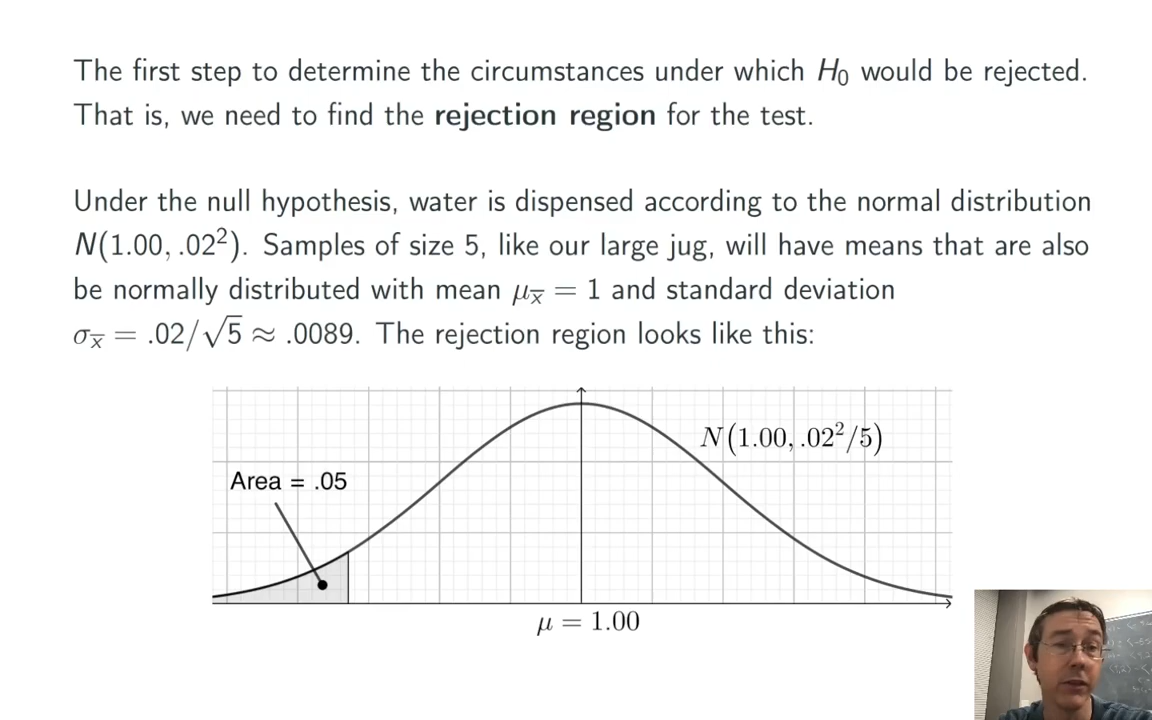 The first step to determine the circumstances under which H₀ would be rejected.
That is, we need to find the rejection region for the test.
Under the null hypothesis, water is dispensed according to the normal distribution
N(1.00, .02²). Samples of size 5, like our large jug, will have means that are also
be normally distributed with mean μ_x̄ = 1 and standard deviation
σ_x̄ = .02/√5 ≈ .0089. The rejection region looks like this:
N(1.00, .02²/5)
Area = .05
μ = 1.00